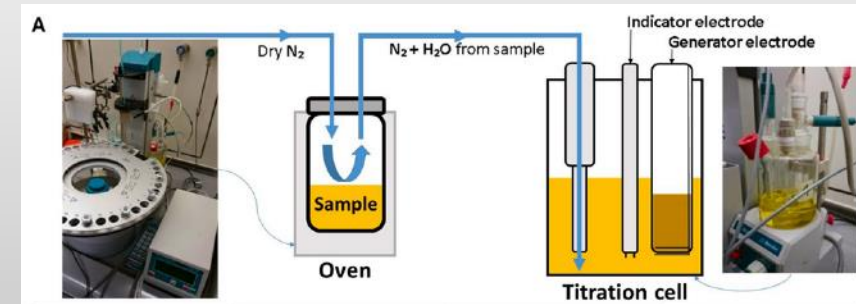 A
Dry N₂
N₂ + H₂O from sample
Indicator electrode
Generator electrode
Sample
Oven
Titration cell